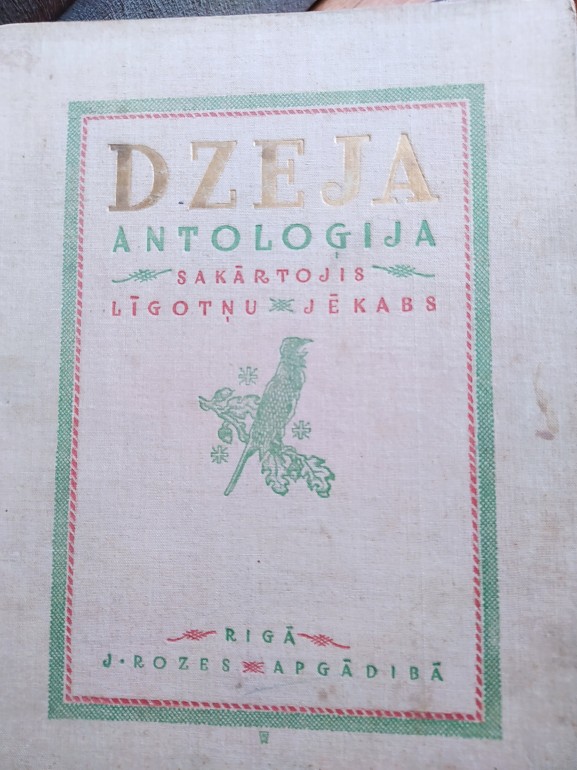 DZEJA
ANTOLOĢIJA
SAKĀRTOJIS
LĪGOTŅU JĒKABS
RIGĀ
J. ROZES APGĀDIBĀ